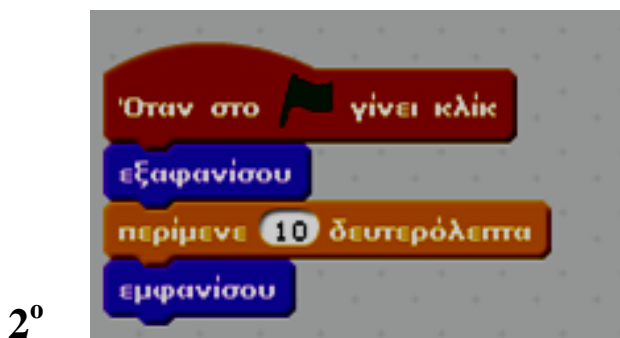 Όταν στο γίνει κλίκ
εξαφανίσου
περίμενε 10 δευτερόλεπτα
εμφανίσου
2º